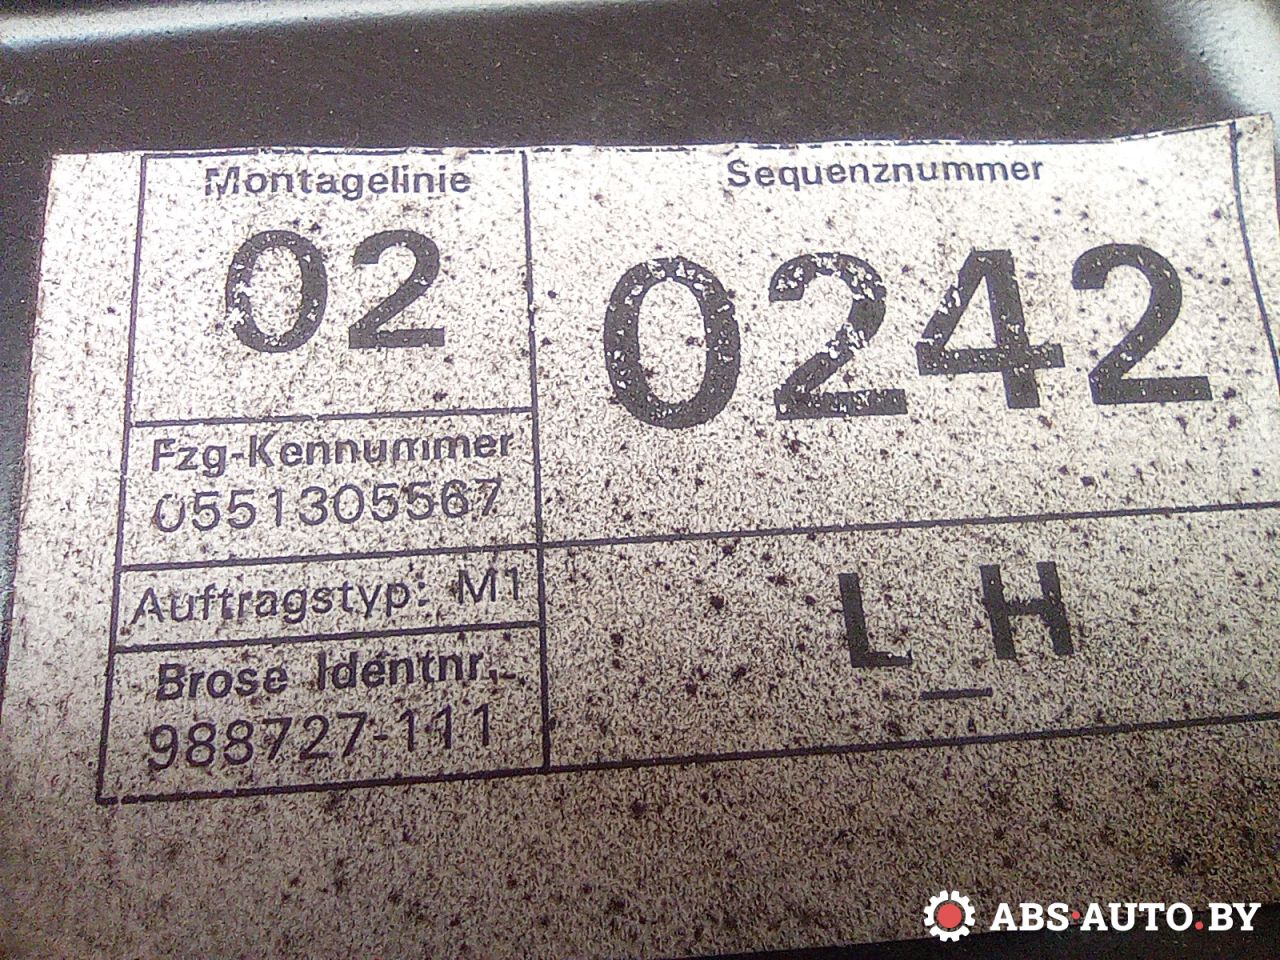 Montagelinie
02
Sequenznummer
0242
Fzg-Kennummer
0551305567
Auftragstyp: M1
Brose Identnr.
988727-111
L_H
ABS·AUTO.BY